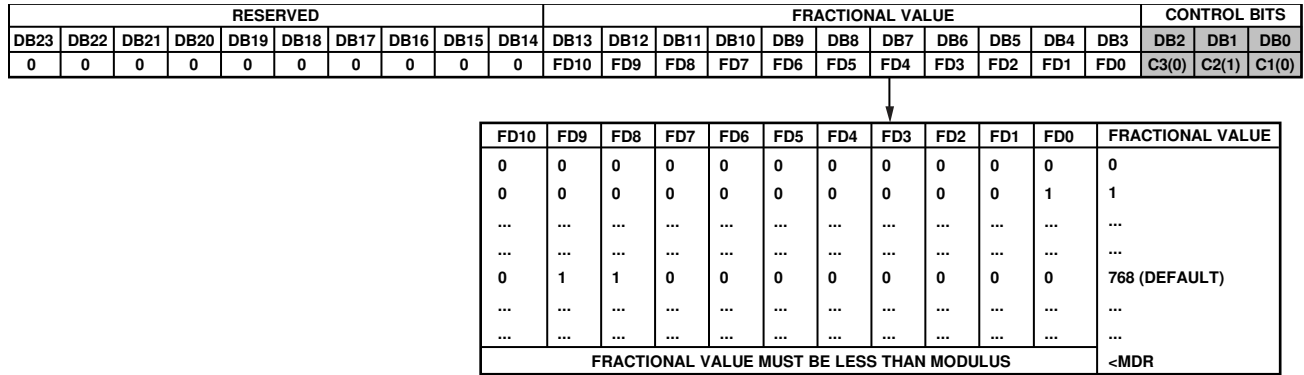 RESERVED FRACTIONAL VALUE CONTROL BITS
DB23 DB22 DB21 DB20 DB19 DB18 DB17 DB16 DB15 DB14 DB13 DB12 DB11 DB10 DB9 DB8 DB7 DB6 DB5 DB4 DB3 DB2 DB1 DB0
0 0 0 0 0 0 0 0 0 0 FD10 FD9 FD8 FD7 FD6 FD5 FD4 FD3 FD2 FD1 FD0 C3(0) C2(1) C1(0)
FD10 FD9 FD8 FD7 FD6 FD5 FD4 FD3 FD2 FD1 FD0 FRACTIONAL VALUE
0 0 0 0 0 0 0 0 0 0 0 0
0 0 0 0 0 0 0 0 0 0 1 1
... ... ... ... ... ... ... ... ... ... ... ...
... ... ... ... ... ... ... ... ... ... ... ...
0 1 1 0 0 0 0 0 0 0 0 768 (DEFAULT)
... ... ... ... ... ... ... ... ... ... ... ...
... ... ... ... ... ... ... ... ... ... ... ...
FRACTIONAL VALUE MUST BE LESS THAN MODULUS <MDR